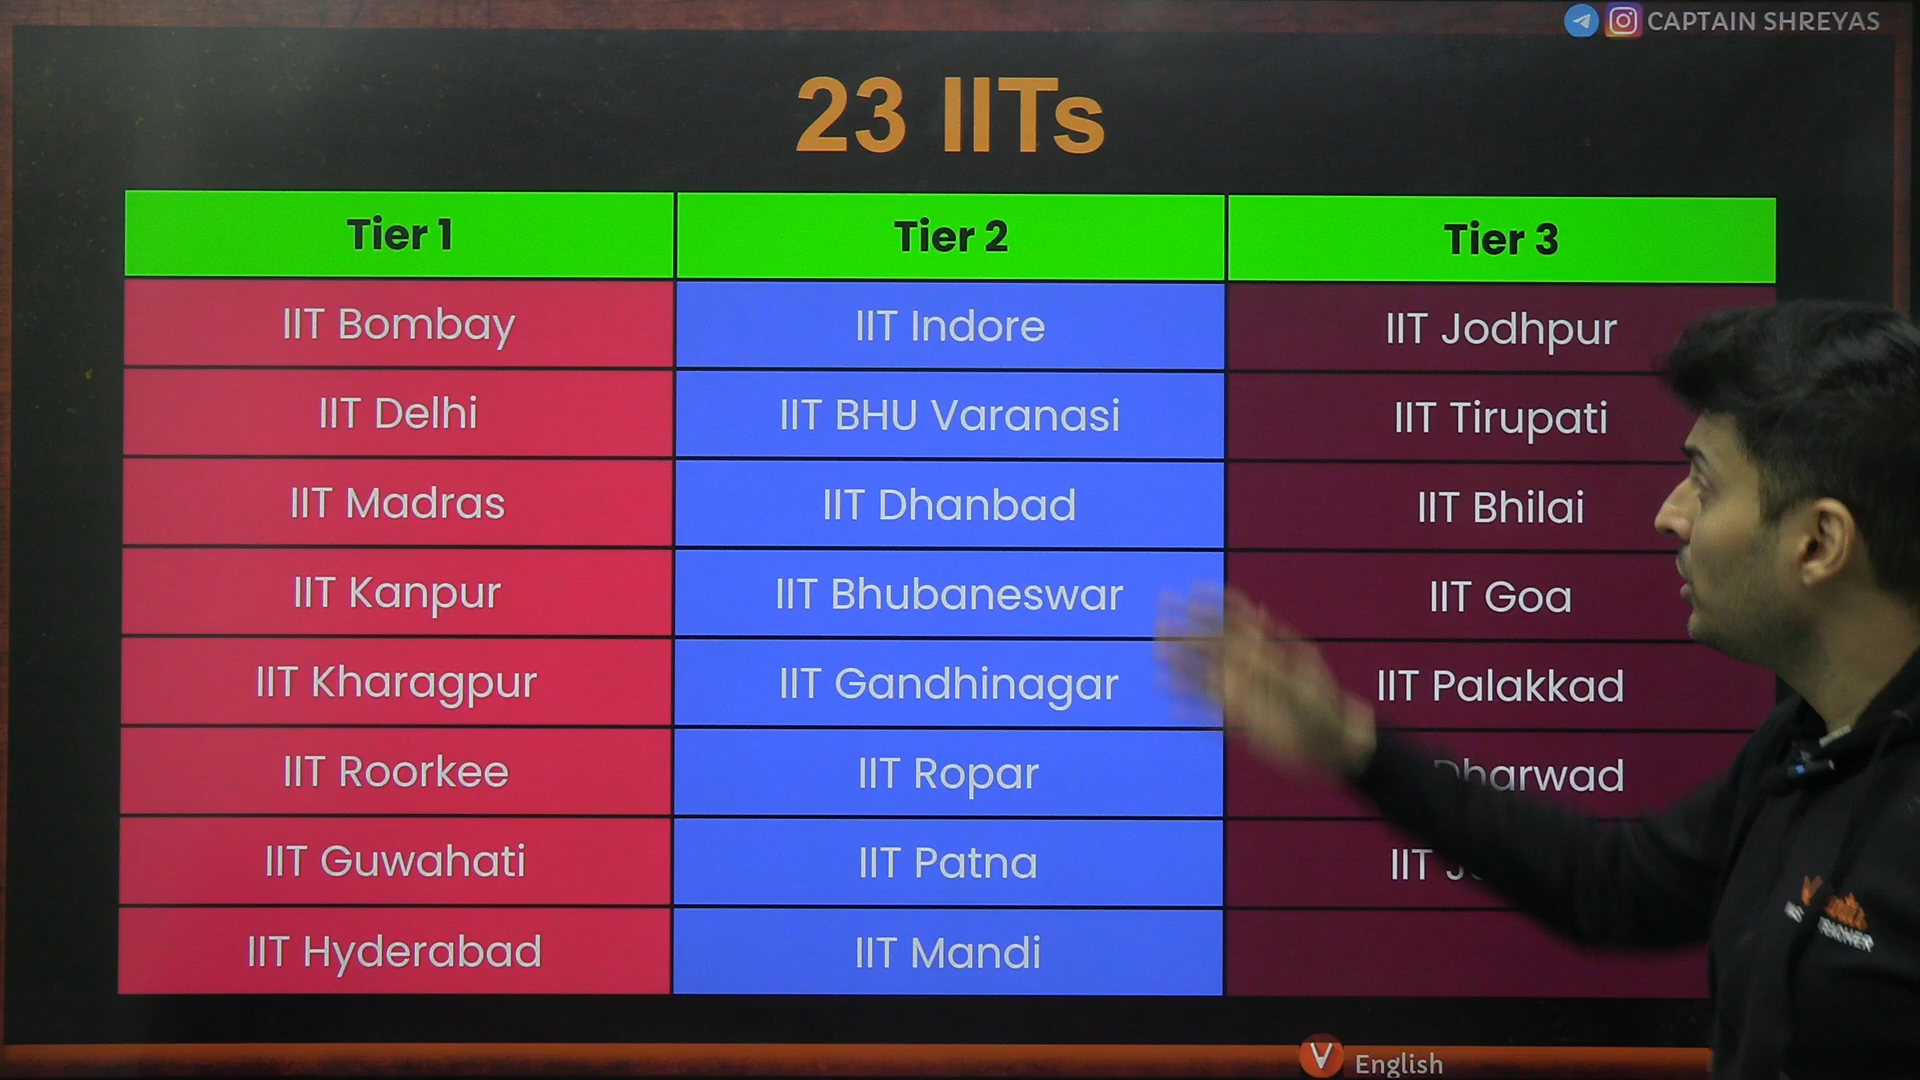 CAPTAIN SHREYAS
23 IITs
Tier 1 Tier 2 Tier 3
IIT Bombay IIT Indore IIT Jodhpur
IIT Delhi IIT BHU Varanasi IIT Tirupati
IIT Madras IIT Dhanbad IIT Bhilai
IIT Kanpur IIT Bhubaneswar IIT Goa
IIT Kharagpur IIT Gandhinagar IIT Palakkad
IIT Roorkee IIT Ropar Dharwad
IIT Guwahati IIT Patna IIT
IIT Hyderabad IIT Mandi
V English